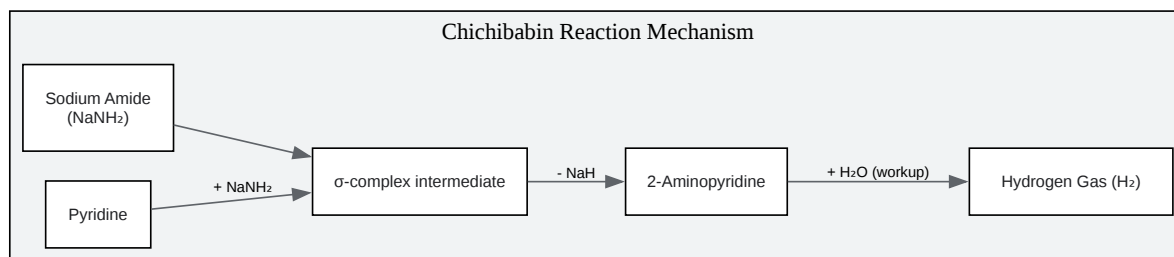 Chichibabin Reaction Mechanism
Sodium Amide
(NaNH₂)
Pyridine
+ NaNH₂
σ-complex intermediate
- NaH
2-Aminopyridine
+ H₂O (workup)
Hydrogen Gas (H₂)